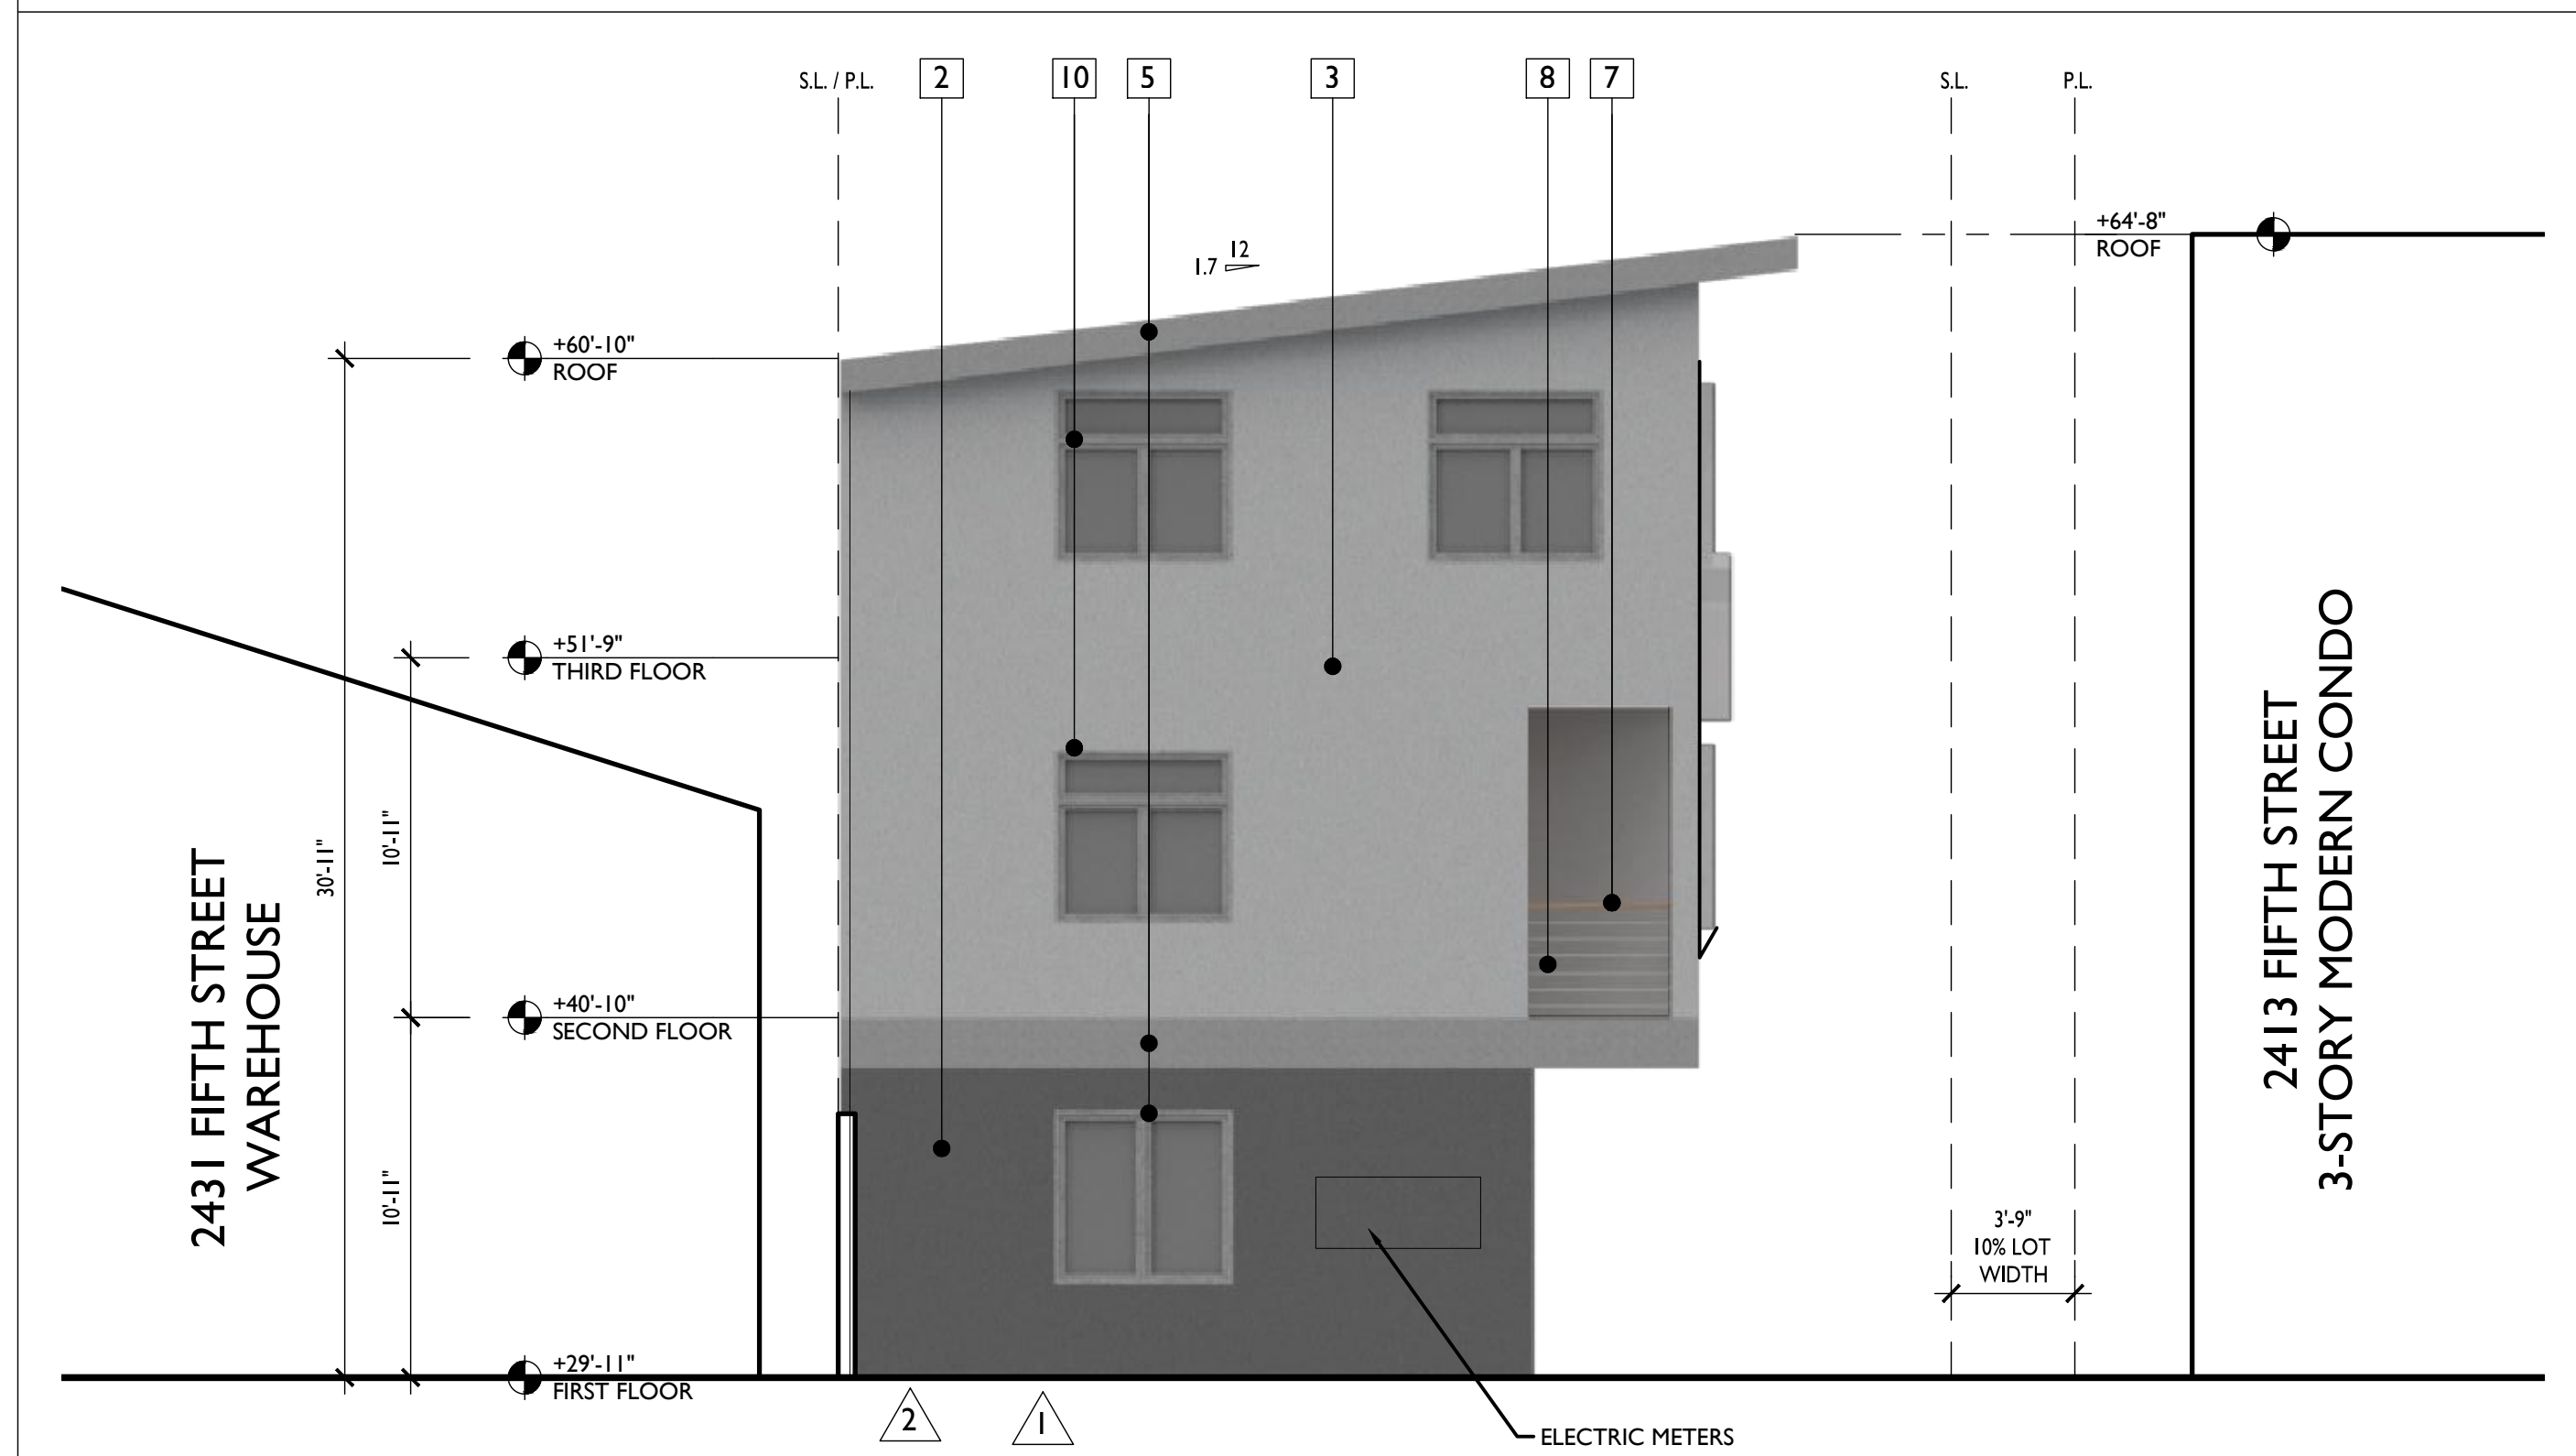 S.L. / P.L.
2
10
5
3
8
7
S.L.
P.L.
+64'-8"
ROOF
12
1.7
+60'-10"
ROOF
+51'-9"
THIRD FLOOR
+40'-10"
SECOND FLOOR
+29'-11"
FIRST FLOOR
30'-11"
10'-11"
10'-11"
2431 FIFTH STREET
WAREHOUSE
2413 FIFTH STREET
3-STORY MODERN CONDO
3'-9"
10% LOT
WIDTH
2
1
ELECTRIC METERS